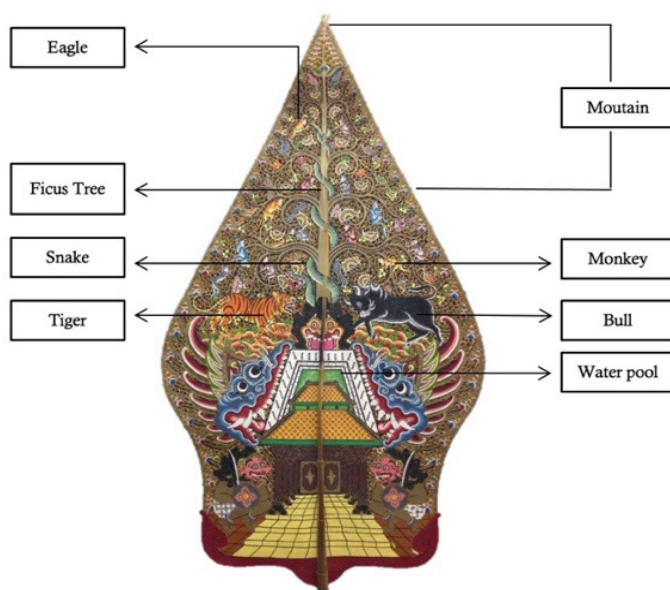 Eagle
Moutain
Ficus Tree
Snake
Monkey
Tiger
Bull
Water pool